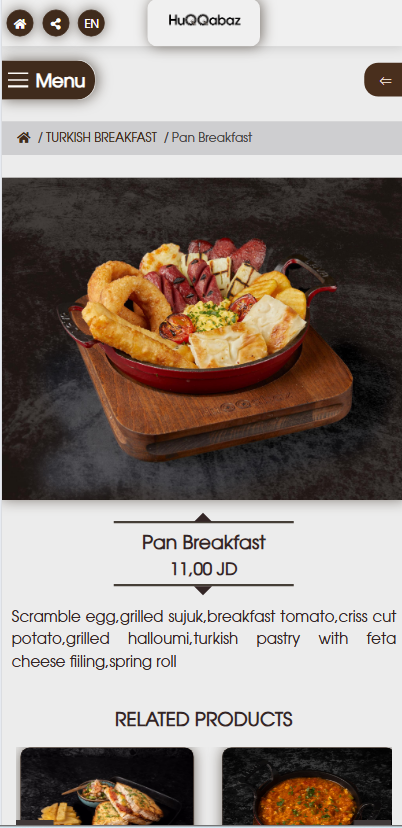 EN
HuQQabaz
Menu
/ TURKISH BREAKFAST / Pan Breakfast
Pan Breakfast
11,00 JD
Scramble egg,grilled sujuk,breakfast tomato,criss cut
potato,grilled halloumi,turkish pastry with feta
cheese fiiling,spring roll
RELATED PRODUCTS